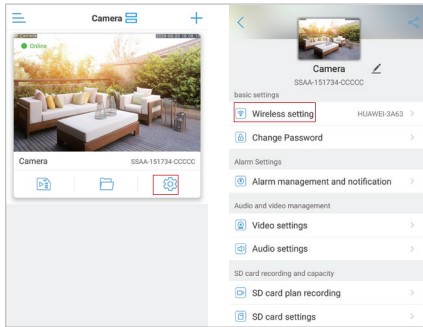 Camera
Online
Camera
SSAA-151734-CCCCC
Camera
SSAA-151734-CCCCC
basic settings
Wireless setting
HUAWEI-3A63
Change Password
Alarm Settings
Alarm management and notification
Audio and video management
Video settings
Audio settings
SD card recording and capacity
SD card plan recording
SD card settings